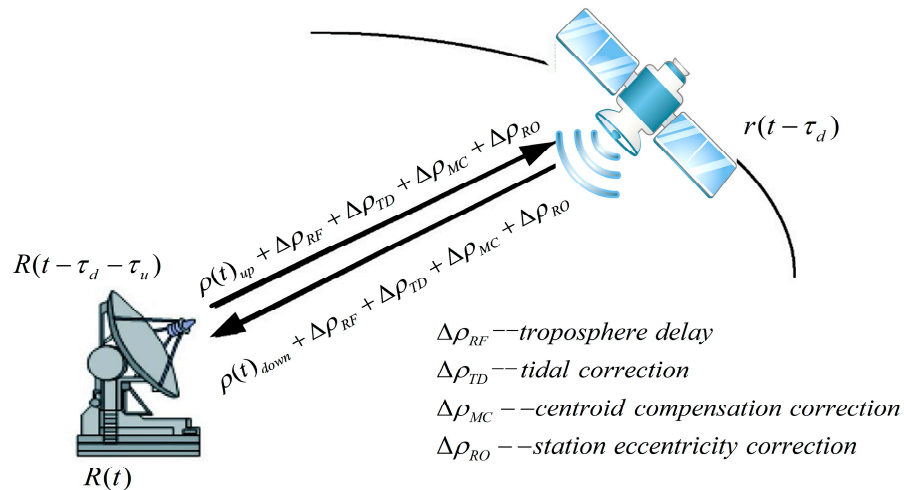 r(t − τ_d)
ρ(t)_up + Δρ_RF + Δρ_TD + Δρ_MC + Δρ_RO
R(t − τ_d − τ_u)
ρ(t)_down + Δρ_RF + Δρ_TD + Δρ_MC + Δρ_RO
Δρ_RF −−troposphere delay
Δρ_TD −−tidal correction
Δρ_MC −−centroid compensation correction
Δρ_RO −−station eccentricity correction
R(t)